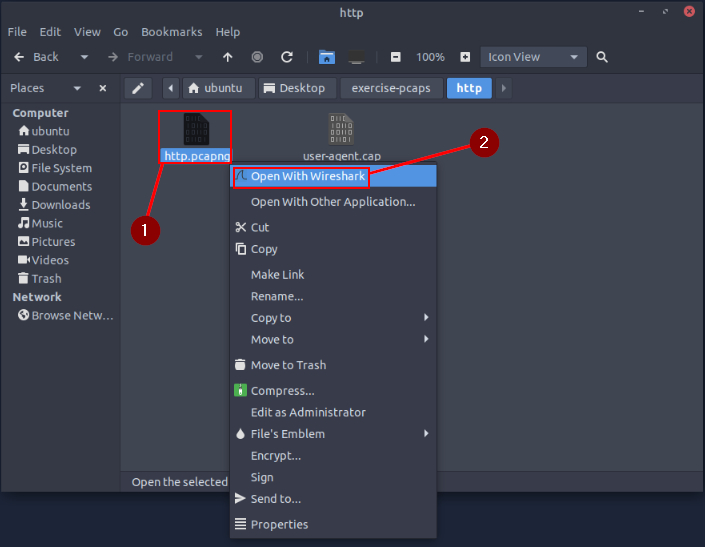 http
File Edit View Go Bookmarks Help
Back Forward 100% Icon View
Places ubuntu Desktop exercise-pcaps http
Computer
ubuntu
Desktop
File System
Documents
Downloads
Music
Pictures
Videos
Trash
Network
Browse Netw...
http.pcapng user-agent.cap
1
2
Open With Wireshark
Open With Other Application...
Cut
Copy
Make Link
Rename...
Copy to
Move to
Move to Trash
Compress...
Edit as Administrator
File's Emblem
Encrypt...
Sign
Send to...
Properties
Open the selected